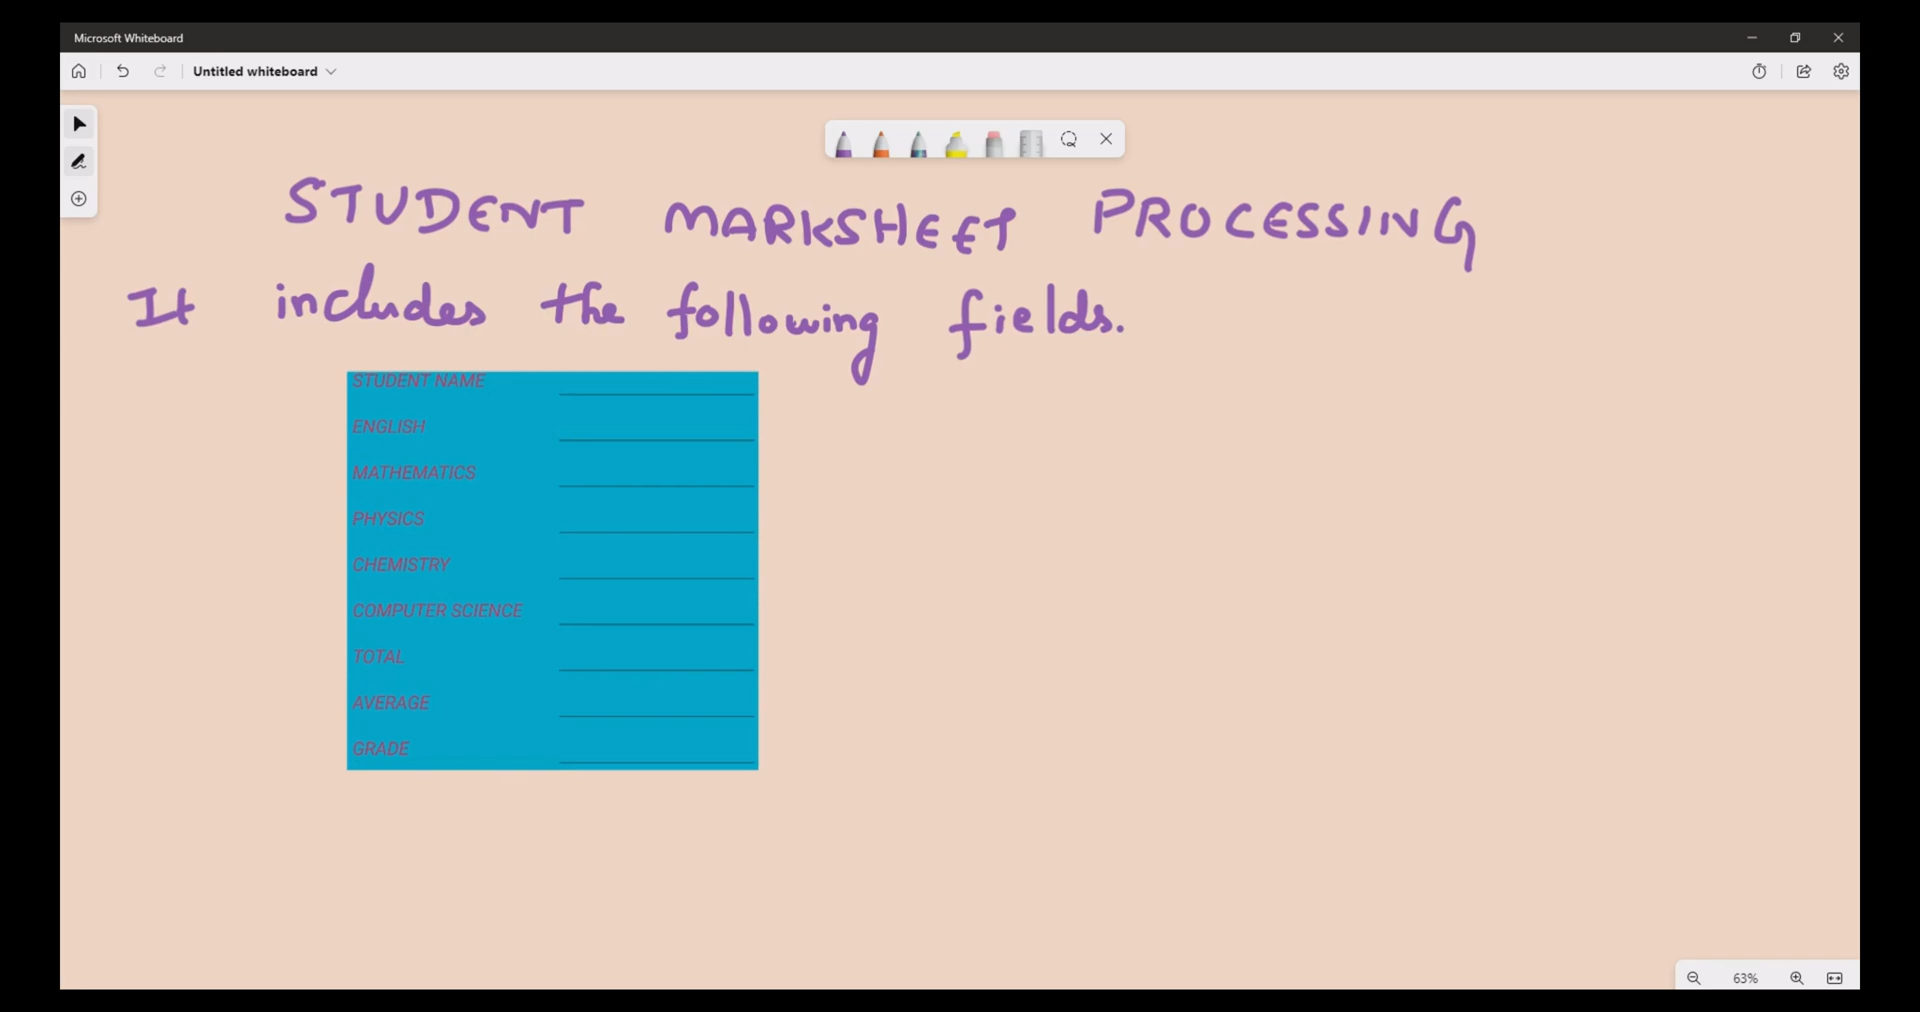 Microsoft Whiteboard
Untitled whiteboard
STUDENT MARKSHEET PROCESSING
It includes the following fields.
STUDENT NAME
ENGLISH
MATHEMATICS
PHYSICS
CHEMISTRY
COMPUTER SCIENCE
TOTAL
AVERAGE
GRADE
63%